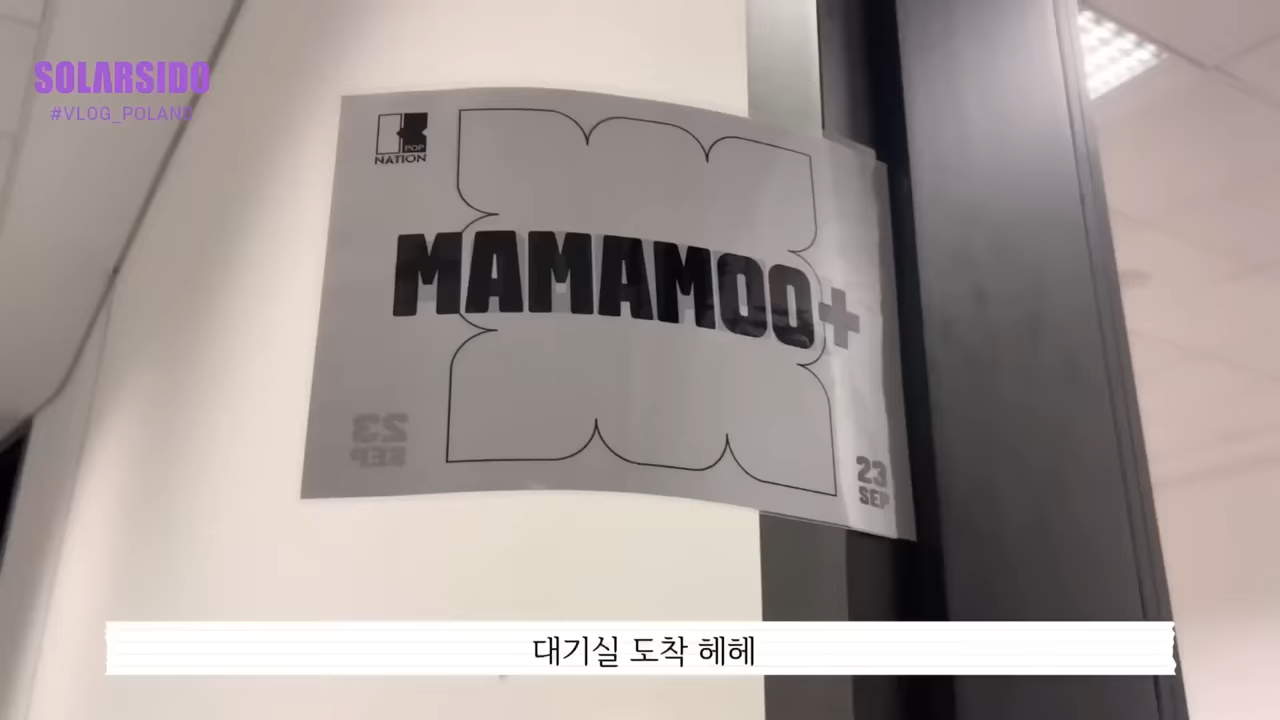 SOLARSIDO
#VLOG_POLAND
K
POP
NATION
MAMAMOO+
23
SEP
23
SEP
대기실 도착 헤헤